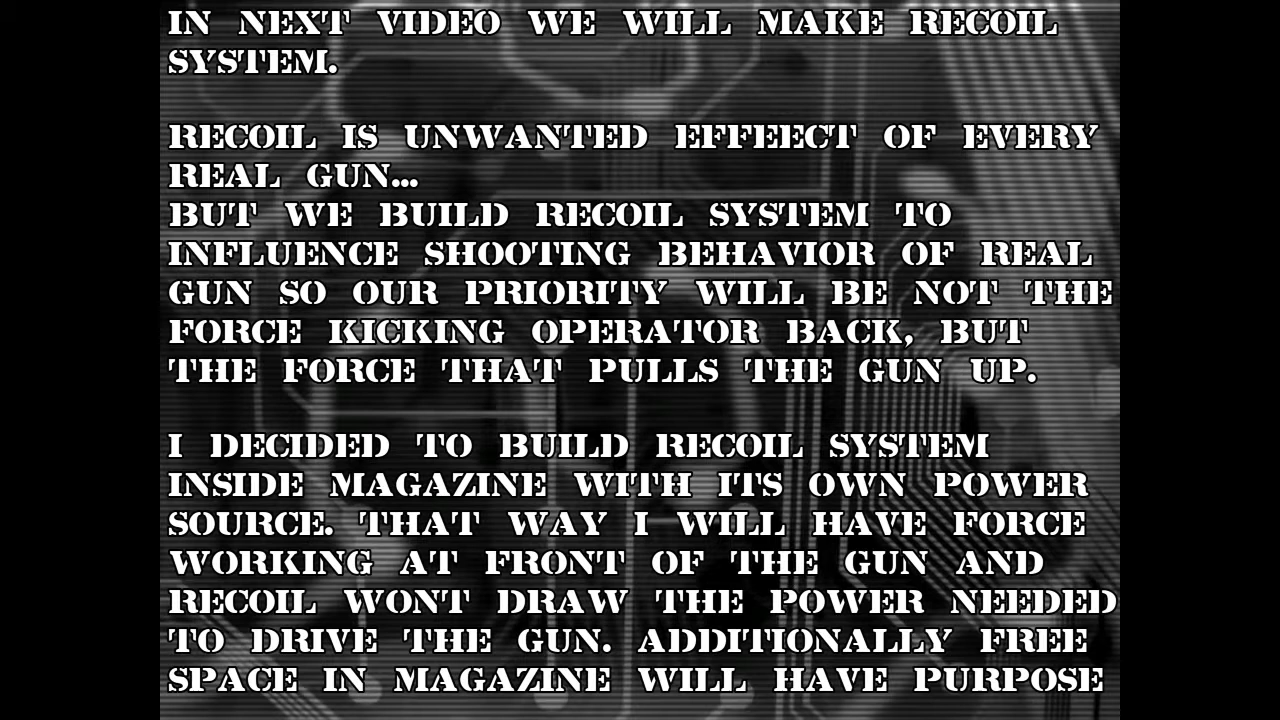 IN NEXT VIDEO WE WILL MAKE RECOIL
SYSTEM.
RECOIL IS UNWANTED EFFEECT OF EVERY
REAL GUN...
BUT WE BUILD RECOIL SYSTEM TO
INFLUENCE SHOOTING BEHAVIOR OF REAL
GUN SO OUR PRIORITY WILL BE NOT THE
FORCE KICKING OPERATOR BACK, BUT
THE FORCE THAT PULLS THE GUN UP.
I DECIDED TO BUILD RECOIL SYSTEM
INSIDE MAGAZINE WITH ITS OWN POWER
SOURCE. THAT WAY I WILL HAVE FORCE
WORKING AT FRONT OF THE GUN AND
RECOIL WONT DRAW THE POWER NEEDED
TO DRIVE THE GUN. ADDITIONALLY FREE
SPACE IN MAGAZINE WILL HAVE PURPOSE